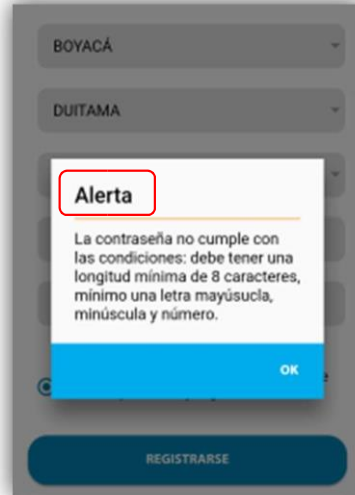 BOYACÁ
DUITAMA
Alerta
La contraseña no cumple con
las condiciones: debe tener una
longitud mínima de 8 caracteres,
mínimo una letra mayúsucla,
minúscula y número.
OK
REGISTRARSE